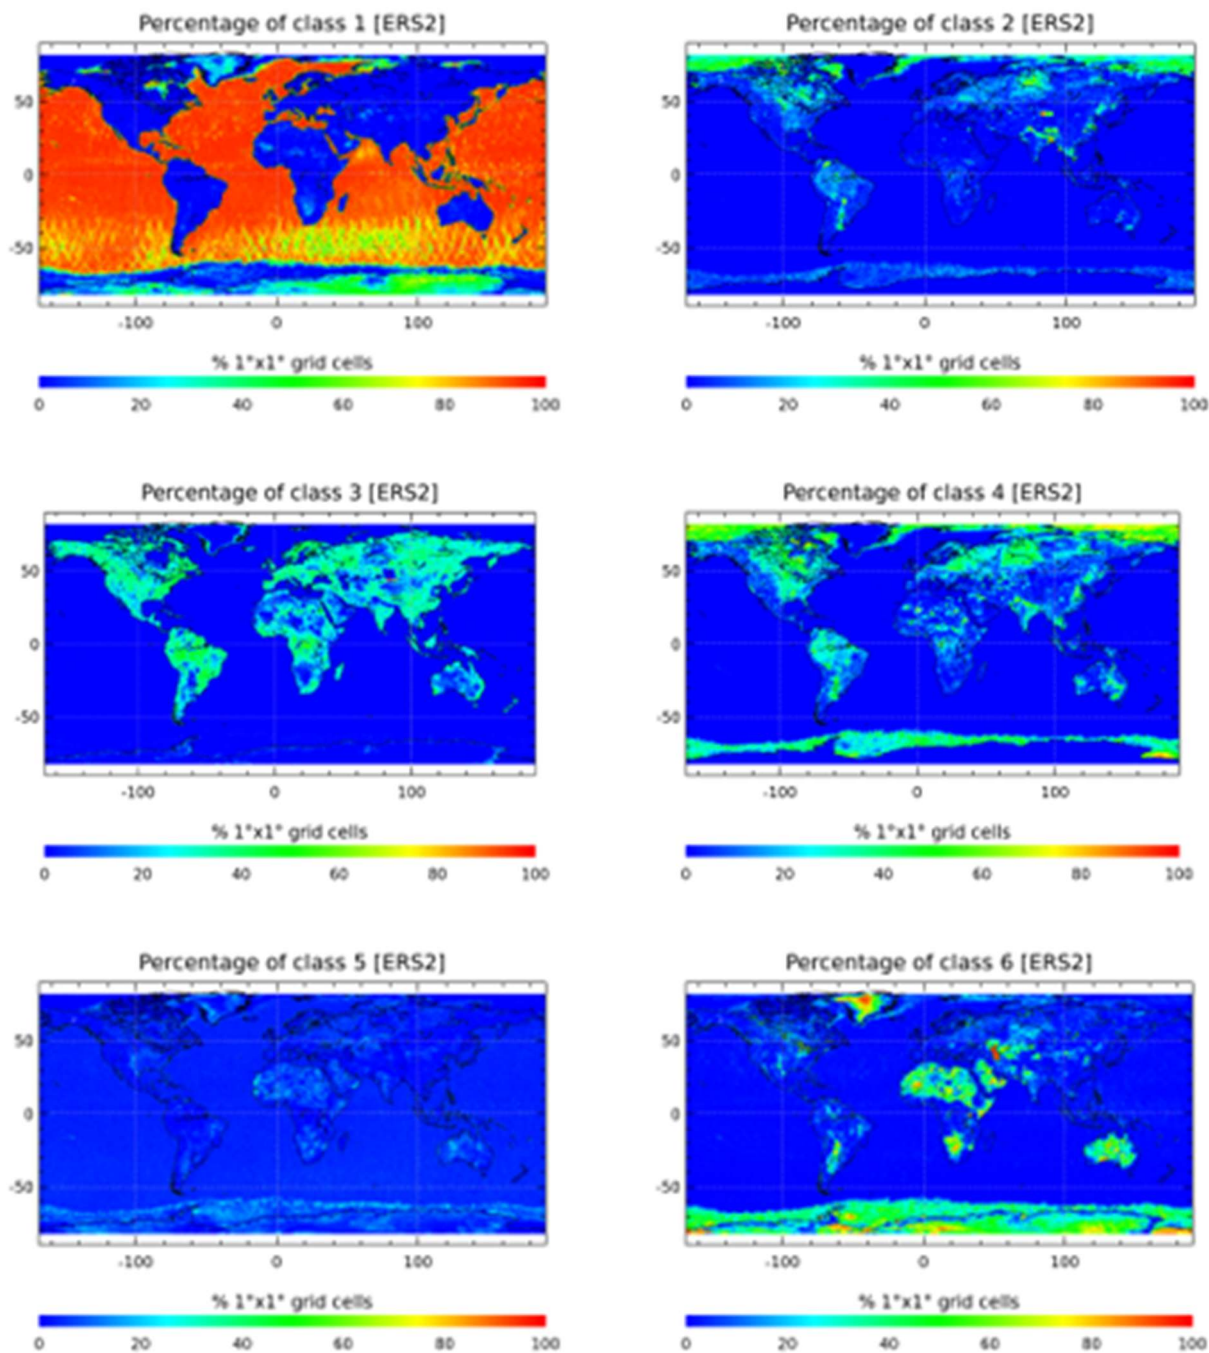 Percentage of class 1 [ERS2]
50
0
-50
-100 0 100
% 1°x1° grid cells
0 20 40 60 80 100
Percentage of class 2 [ERS2]
50
0
-50
-100 0 100
% 1°x1° grid cells
0 20 40 60 80 100
Percentage of class 3 [ERS2]
50
0
-50
-100 0 100
% 1°x1° grid cells
0 20 40 60 80 100
Percentage of class 4 [ERS2]
50
0
-50
-100 0 100
% 1°x1° grid cells
0 20 40 60 80 100
Percentage of class 5 [ERS2]
50
0
-50
-100 0 100
% 1°x1° grid cells
0 20 40 60 80 100
Percentage of class 6 [ERS2]
50
0
-50
-100 0 100
% 1°x1° grid cells
0 20 40 60 80 100